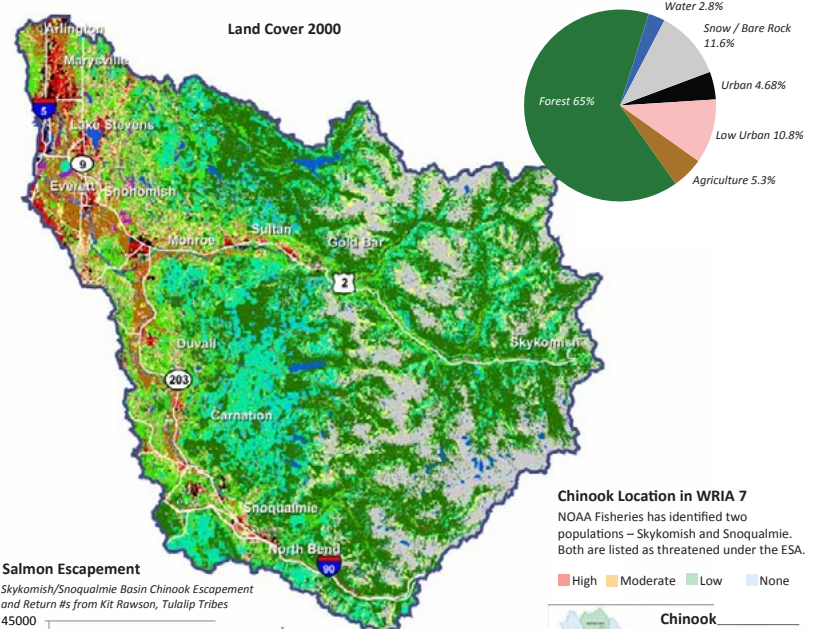 Land Cover 2000
Water 2.8%
Snow / Bare Rock
11.6%
Urban 4.68%
Low Urban 10.8%
Agriculture 5.3%
Forest 65%
Arlington
Marysville
5
Lake Stevens
9
Everett
Snohomish
Monroe
Sultan
Gold Bar
2
Skykomish
Duvall
203
Carnation
Snoqualmie
North Bend
90
Chinook Location in WRIA 7
NOAA Fisheries has identified two
populations – Skykomish and Snoqualmie.
Both are listed as threatened under the ESA.
High Moderate Low None
Chinook___________
Salmon Escapement
Skykomish/Snoqualmie Basin Chinook Escapement
and Return #s from Kit Rawson, Tulalip Tribes
45000